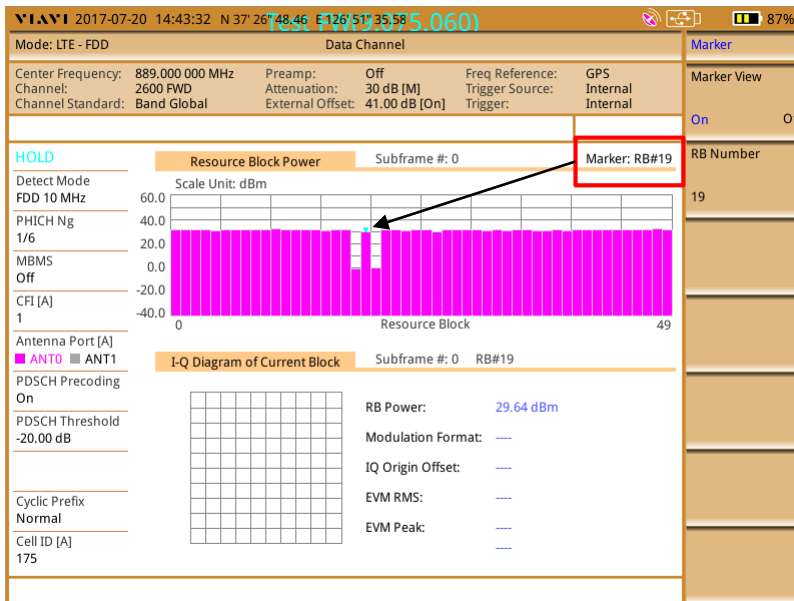 VIAVI 2017-07-20 14:43:32 N 37' 26" 48.46 E 126' 51" 35.58 87%
Test FW(9.075.060)
Mode: LTE - FDD Data Channel Marker
Center Frequency: 889.000 000 MHz Preamp: Off Freq Reference: GPS
Channel: 2600 FWD Attenuation: 30 dB [M] Trigger Source: Internal
Channel Standard: Band Global External Offset: 41.00 dB [On] Trigger: Internal
Marker View
On O
HOLD Resource Block Power Subframe #: 0 Marker: RB#19
RB Number
19
Detect Mode
FDD 10 MHz
PHICH Ng
1/6
MBMS
Off
CFI [A]
1
Antenna Port [A]
ANT0 ANT1
PDSCH Precoding
On
PDSCH Threshold
-20.00 dB
Cyclic Prefix
Normal
Cell ID [A]
175
Scale Unit: dBm
60.0
40.0
20.0
0.0
-20.0
-40.0
0 Resource Block 49
I-Q Diagram of Current Block Subframe #: 0 RB#19
RB Power: 29.64 dBm
Modulation Format: ----
IQ Origin Offset: ----
EVM RMS: ----
EVM Peak: ----
----